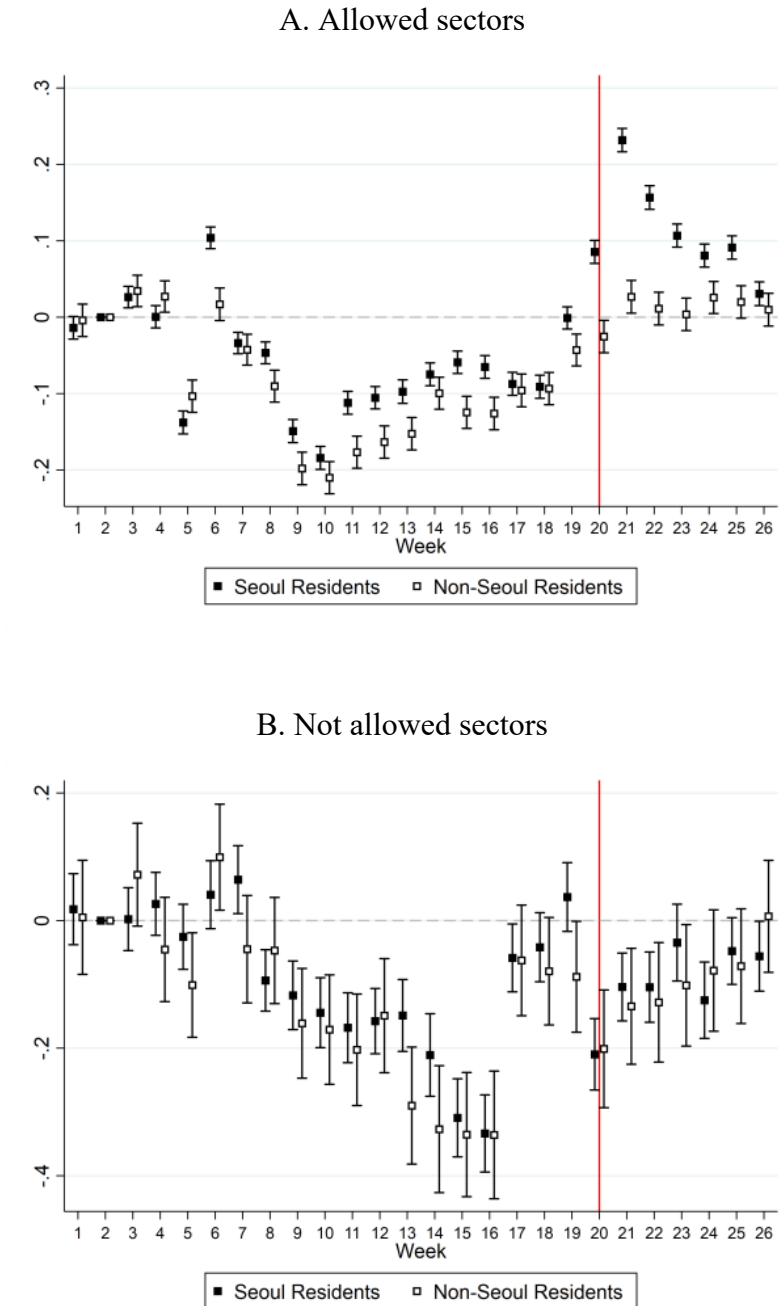 A. Allowed sectors
.3
.2
.1
0
-.1
-.2
1 2 3 4 5 6 7 8 9 10 11 12 13 14 15 16 17 18 19 20 21 22 23 24 25 26
Week
Seoul Residents Non-Seoul Residents
B. Not allowed sectors
.2
0
-.2
-.4
1 2 3 4 5 6 7 8 9 10 11 12 13 14 15 16 17 18 19 20 21 22 23 24 25 26
Week
Seoul Residents Non-Seoul Residents